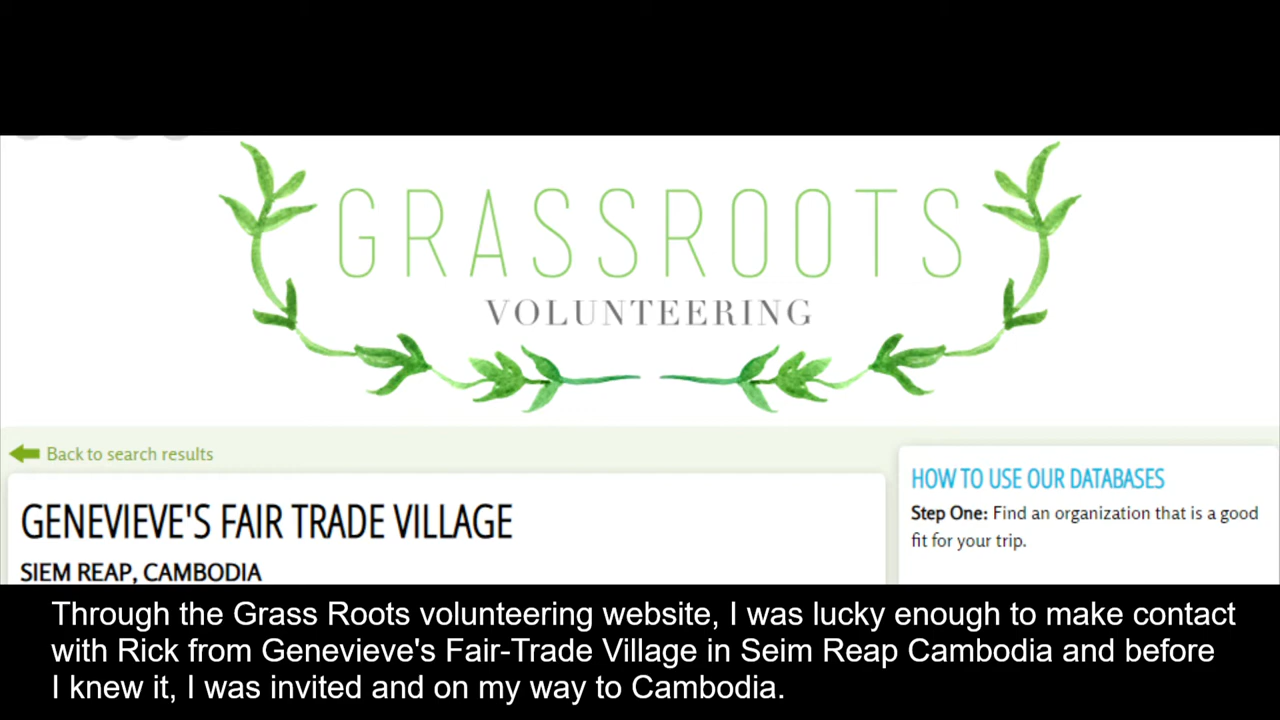 GRASSROOTS
VOLUNTEERING
Back to search results
GENEVIEVE'S FAIR TRADE VILLAGE
SIEM REAP, CAMBODIA
HOW TO USE OUR DATABASES
Step One: Find an organization that is a good
fit for your trip.
Through the Grass Roots volunteering website, I was lucky enough to make contact
with Rick from Genevieve's Fair-Trade Village in Seim Reap Cambodia and before
I knew it, I was invited and on my way to Cambodia.